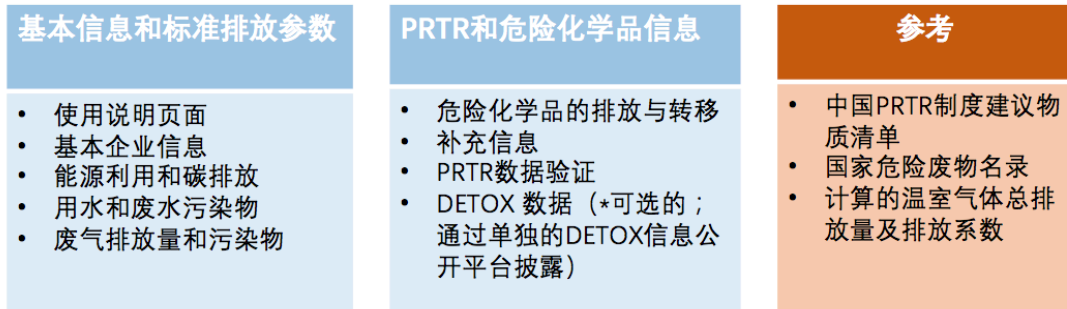 基本信息和标准排放参数
• 使用说明页面
• 基本企业信息
• 能源利用和碳排放
• 用水和废水污染物
• 废气排放量和污染物
PRTR和危险化学品信息
• 危险化学品的排放与转移
• 补充信息
• PRTR数据验证
• DETOX 数据（*可选的；
通过单独的DETOX信息公
开平台披露）
参考
• 中国PRTR制度建议物
质清单
• 国家危险废物名录
• 计算的温室气体总排
放量及排放系数